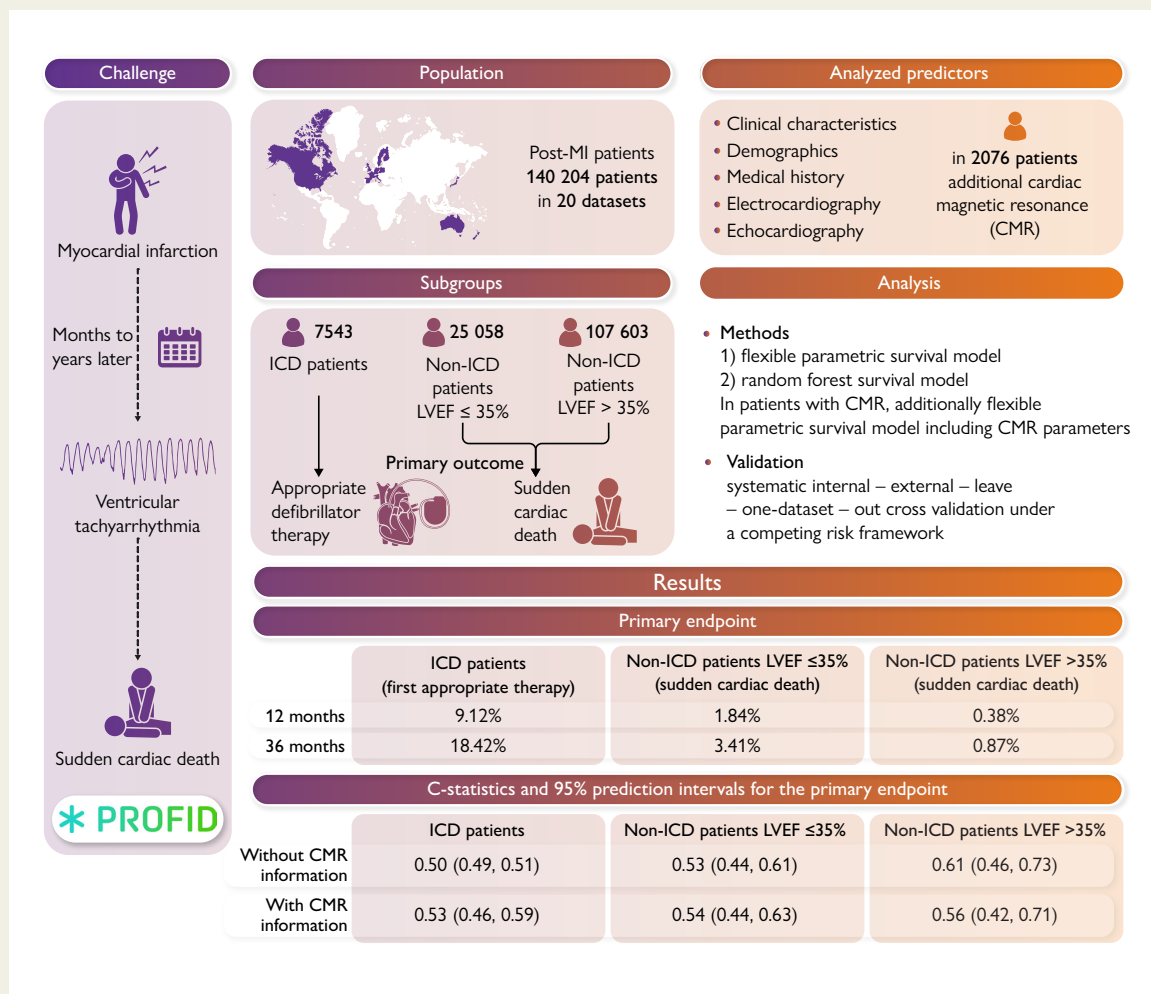 Challenge
Myocardial infarction
Months to
years later
Ventricular
tachyarrhythmia
Sudden cardiac death
PROFID
Population
Post-MI patients
140 204 patients
in 20 datasets
Analyzed predictors
• Clinical characteristics
• Demographics
• Medical history
• Electrocardiography
• Echocardiography
in 2076 patients
additional cardiac
magnetic resonance
(CMR)
Subgroups
7543
ICD patients
25 058
Non-ICD
patients
LVEF ≤ 35%
107 603
Non-ICD
patients
LVEF > 35%
Primary outcome
Appropriate
defibrillator
therapy
Sudden
cardiac
death
Analysis
• Methods
1) flexible parametric survival model
2) random forest survival model
In patients with CMR, additionally flexible
parametric survival model including CMR parameters
• Validation
systematic internal – external – leave
– one-dataset – out cross validation under
a competing risk framework
Results
Primary endpoint
ICD patients
(first appropriate therapy)
Non-ICD patients LVEF ≤35%
(sudden cardiac death)
Non-ICD patients LVEF >35%
(sudden cardiac death)
12 months 9.12% 1.84% 0.38%
36 months 18.42% 3.41% 0.87%
C-statistics and 95% prediction intervals for the primary endpoint
ICD patients Non-ICD patients LVEF ≤35% Non-ICD patients LVEF >35%
Without CMR
information
0.50 (0.49, 0.51) 0.53 (0.44, 0.61) 0.61 (0.46, 0.73)
With CMR
information
0.53 (0.46, 0.59) 0.54 (0.44, 0.63) 0.56 (0.42, 0.71)